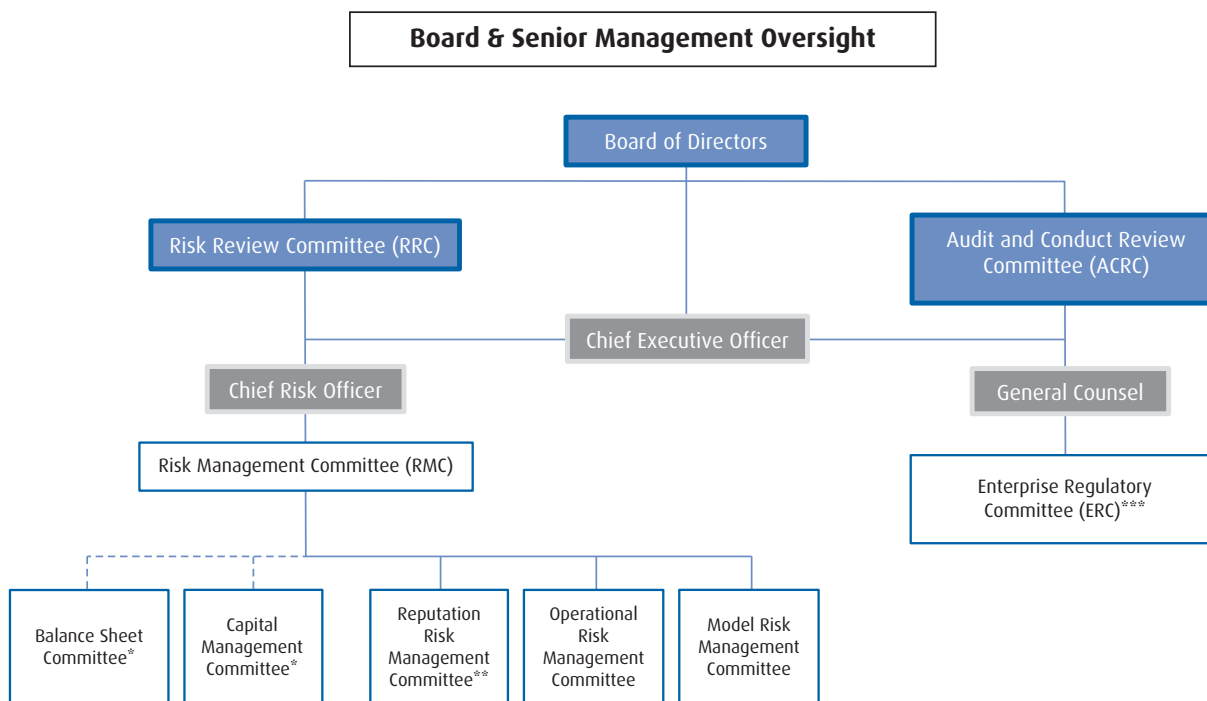 Board & Senior Management Oversight
Board of Directors
Risk Review Committee (RRC)
Audit and Conduct Review
Committee (ACRC)
Chief Executive Officer
Chief Risk Officer
General Counsel
Risk Management Committee (RMC)
Enterprise Regulatory
Committee (ERC)***
Balance Sheet
Committee*
Capital
Management
Committee*
Reputation
Risk
Management
Committee**
Operational
Risk
Management
Committee
Model Risk
Management
Committee